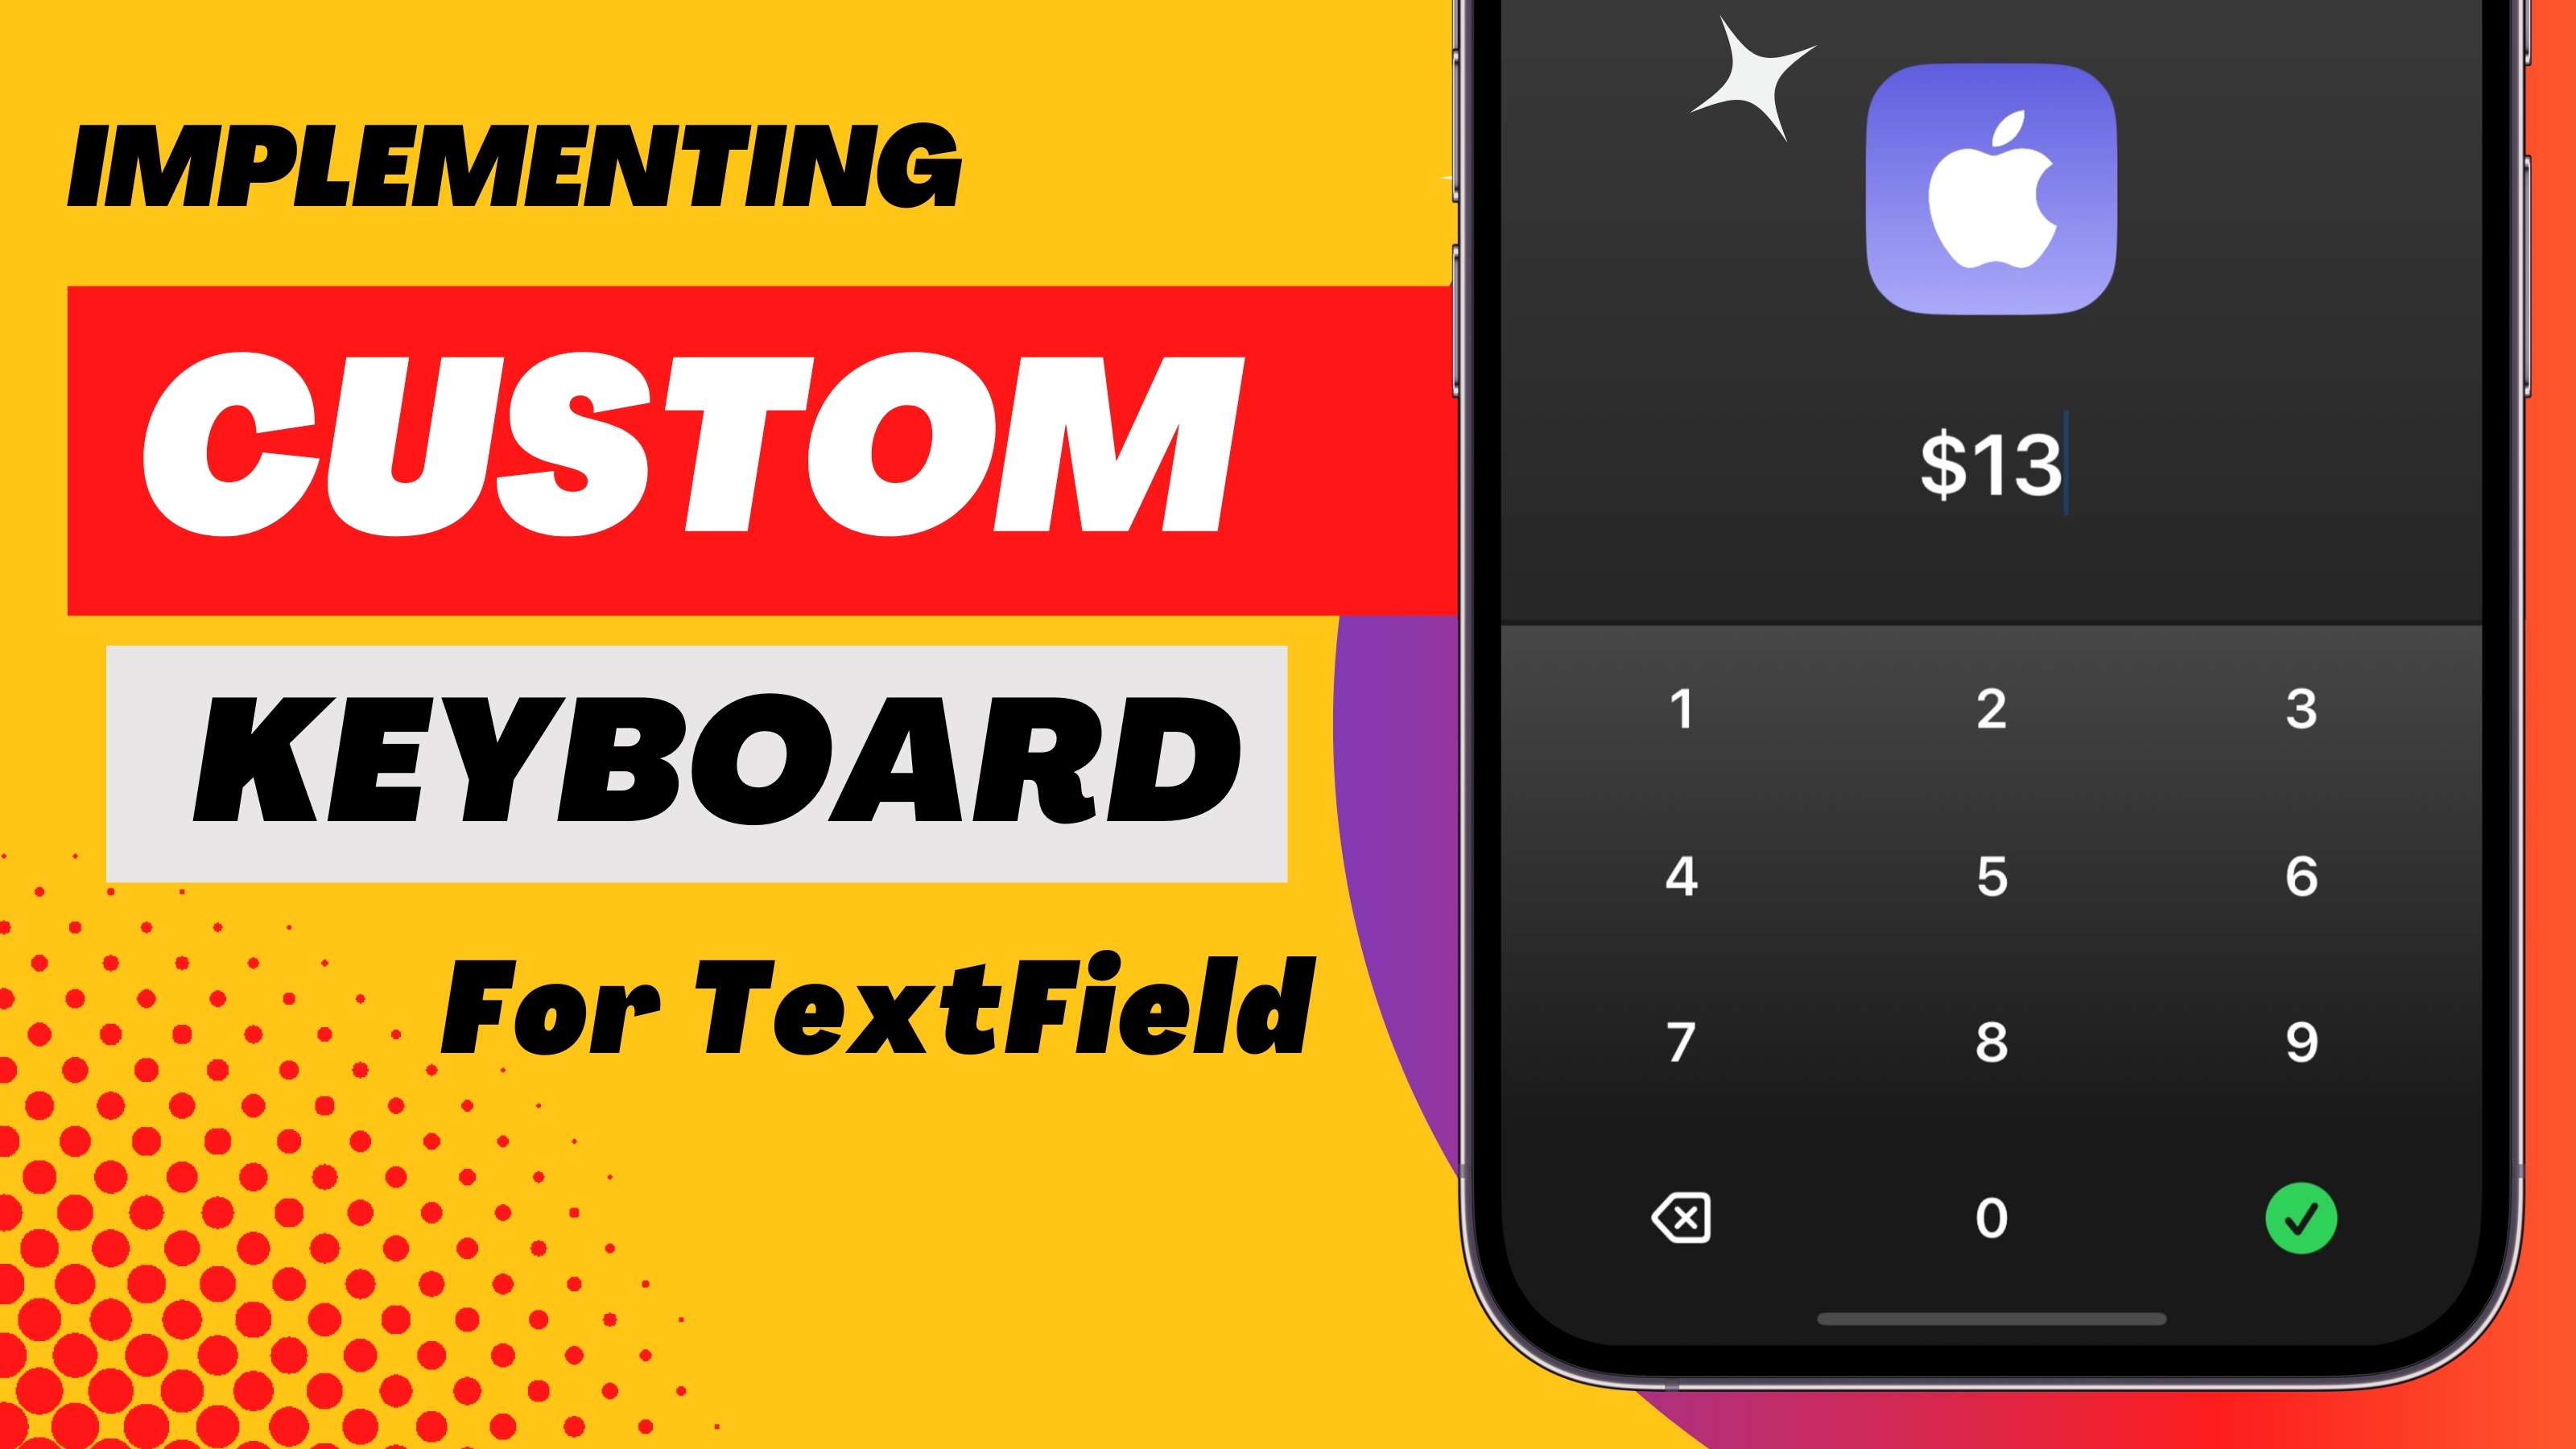 IMPLEMENTING
CUSTOM
KEYBOARD
For TextField
$13
1 2 3
4 5 6
7 8 9
0